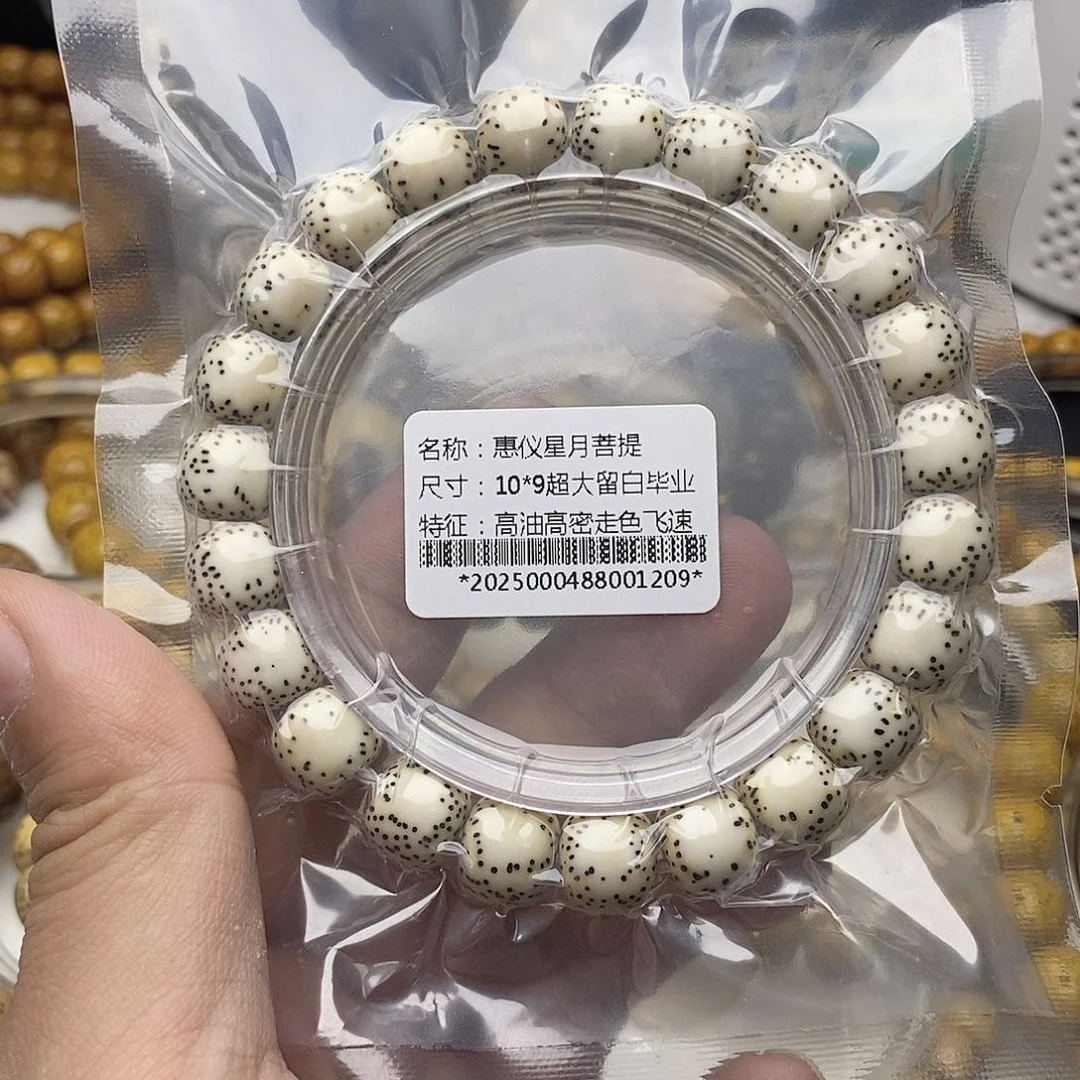 名称：惠仪星月菩提
尺寸：10*9超大留白毕业
特征：高油高密走色飞速
*2025000488001209*